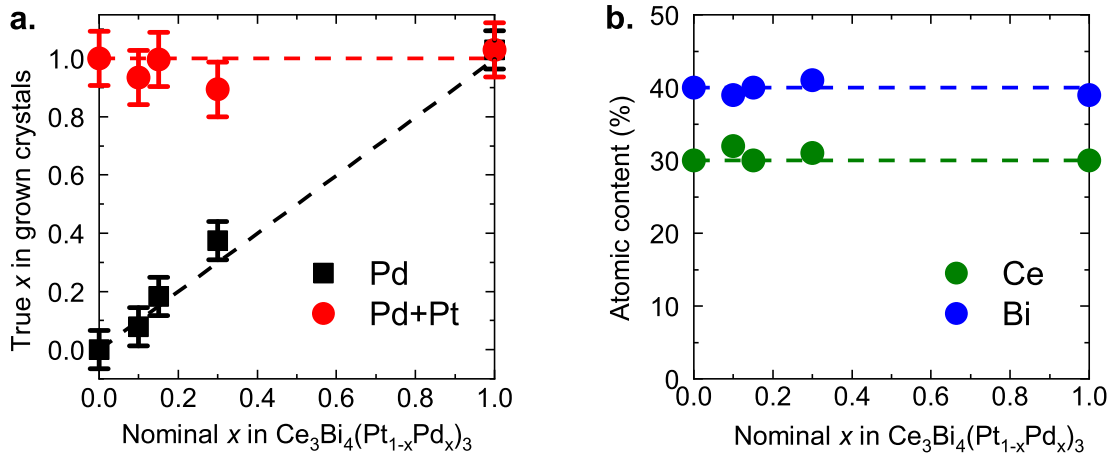 a.
True x in grown crystals
1.0
0.8
0.6
0.4
0.2
0.0
0.0 0.2 0.4 0.6 0.8 1.0
Nominal x in Ce3Bi4(Pt1-xPdx)3
Pd
Pd+Pt
b.
Atomic content (%)
50
40
30
20
10
0
0.0 0.2 0.4 0.6 0.8 1.0
Nominal x in Ce3Bi4(Pt1-xPdx)3
Ce
Bi